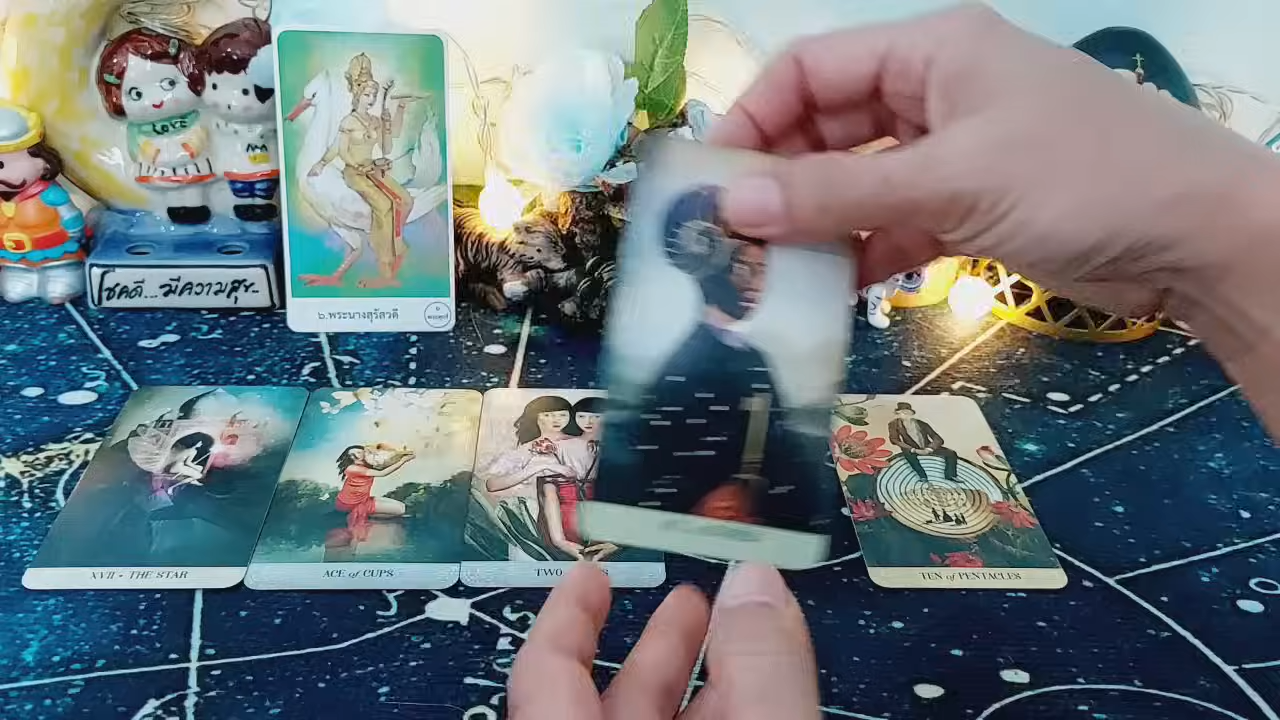 LOVE
โชคดี...มีความสุข..
๖.พระนางสุรัสวดี
XVII • THE STAR
ACE of CUPS
TWO
TEN of PENTACLES